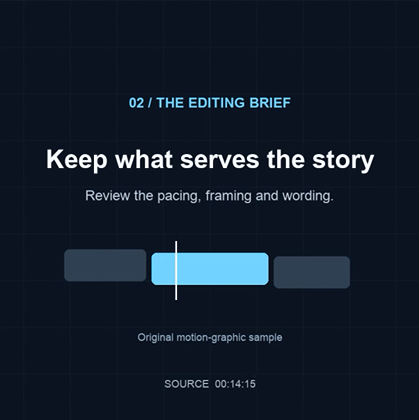 02 / THE EDITING BRIEF
Keep what serves the story
Review the pacing, framing and wording.
Original motion-graphic sample
SOURCE 00:14:15